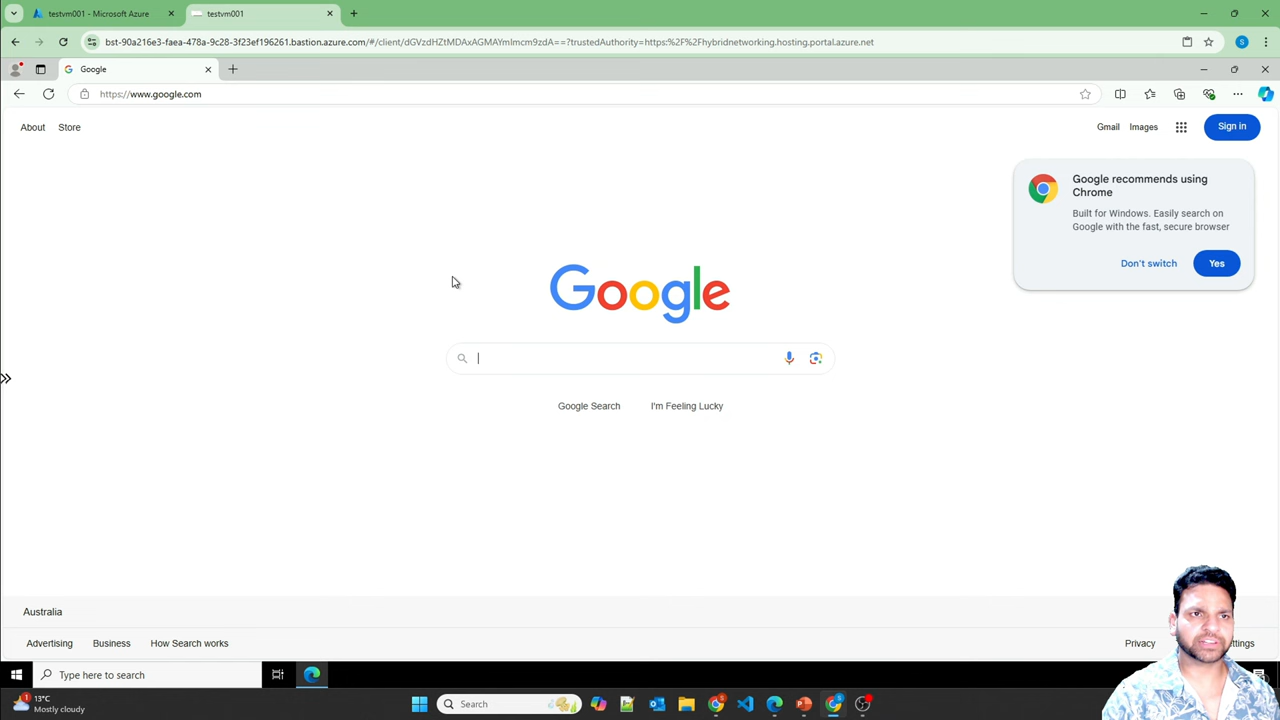 testvm001 - Microsoft Azure
testvm001
bst-90a216e3-faea-478a-9c28-3f23ef196261.bastion.azure.com/#/client/dGVzdHZtMDAxAGMAYmlmcm9zdA==?trustedAuthority=https:%2F%2Fhybridnetworking.hosting.portal.azure.net
S
Google
https://www.google.com
About Store
Gmail Images Sign in
Google recommends using
Chrome
Built for Windows. Easily search on
Google with the fast, secure browser
Don't switch Yes
Google
Google Search I'm Feeling Lucky
Australia
Advertising Business How Search works Privacy
Type here to search
1
13°C
Mostly cloudy
Search